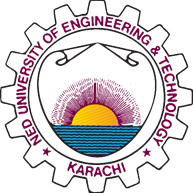 NED UNIVERSITY OF ENGINEERING & TECHNOLOGY
KARACHI